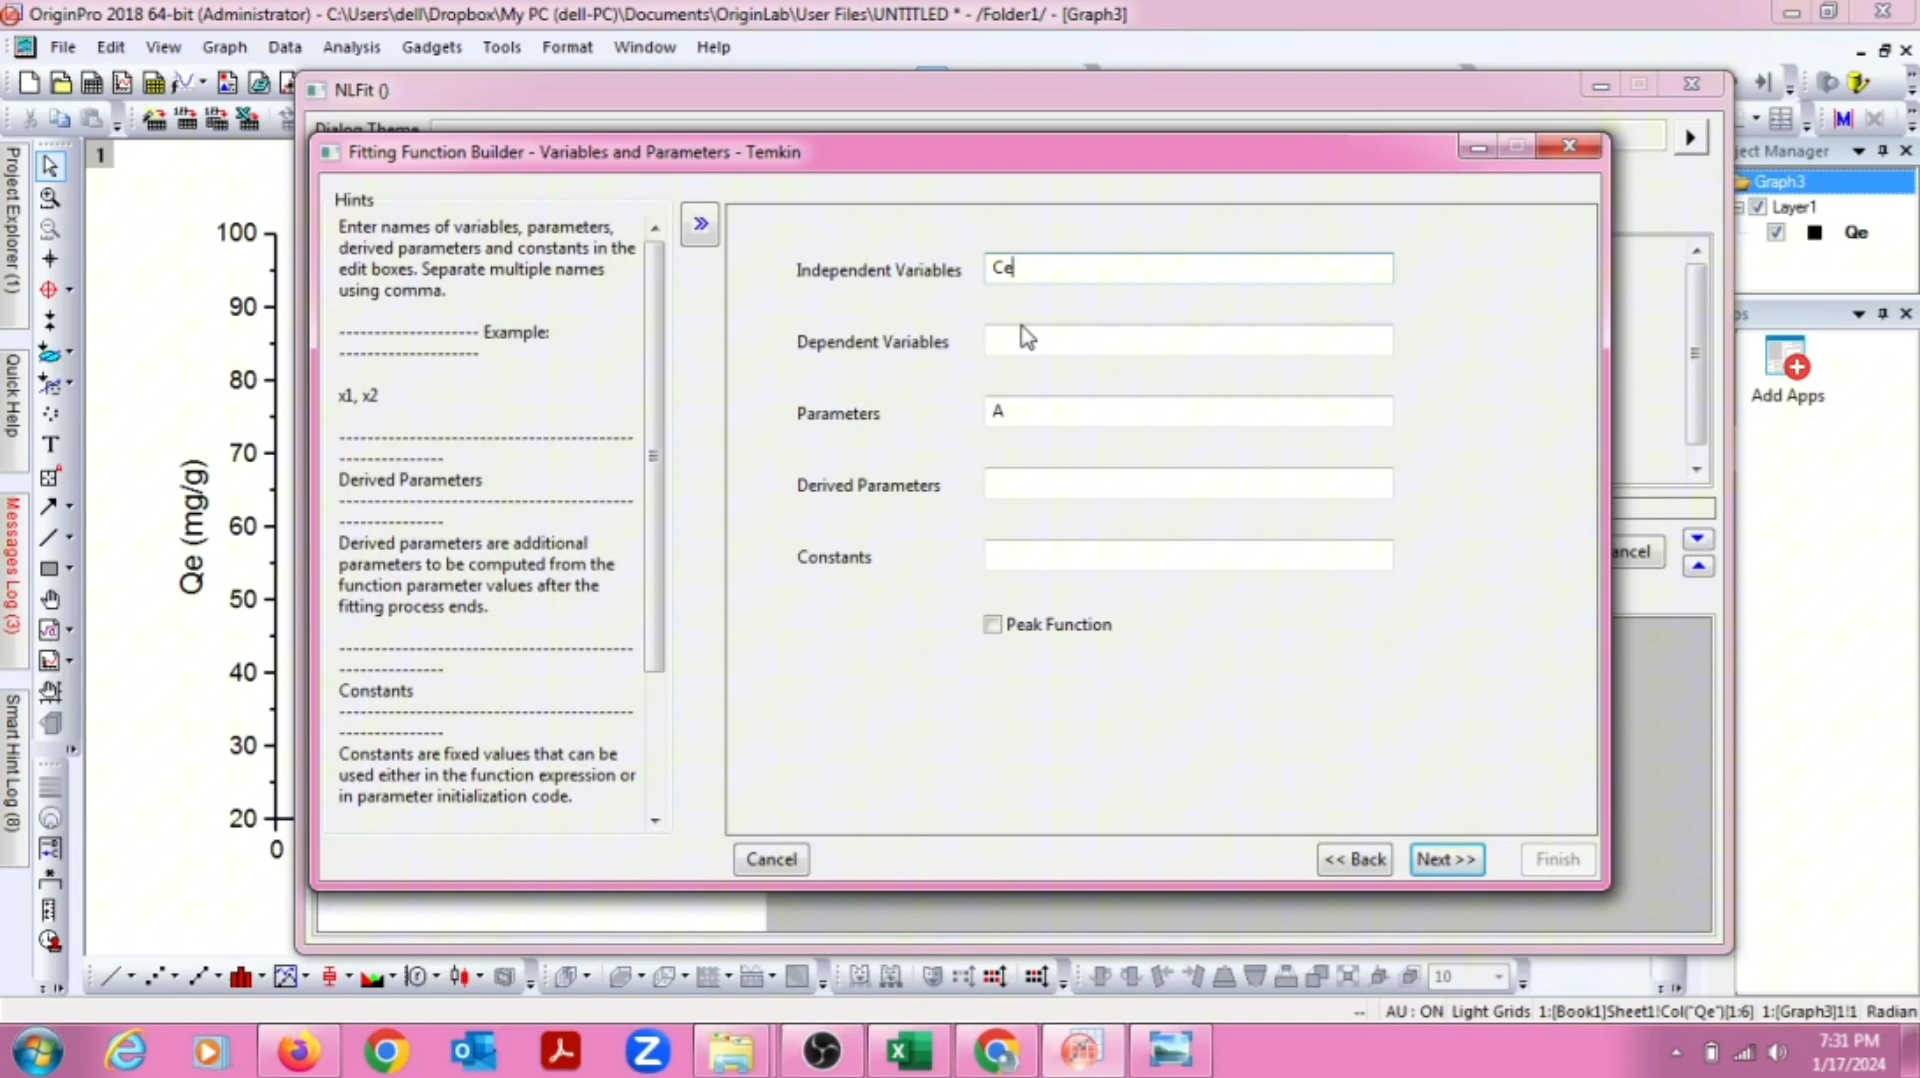 OriginPro 2018 64-bit (Administrator) - C:\Users\dell\Dropbox\My PC (dell-PC)\Documents\OriginLab\User Files\UNTITLED * - /Folder1/ - [Graph3]
File Edit View Graph Data Analysis Gadgets Tools Format Window Help
NLFit ()
Dialog Theme
Fitting Function Builder - Variables and Parameters - Temkin
Hints
Enter names of variables, parameters,
derived parameters and constants in the
edit boxes. Separate multiple names
using comma.
-------------------- Example:
--------------------
x1, x2
------------------------------------------
---------------
Derived Parameters
------------------------------------------
---------------
Derived parameters are additional
parameters to be computed from the
function parameter values after the
fitting process ends.
------------------------------------------
---------------
Constants
------------------------------------------
---------------
Constants are fixed values that can be
used either in the function expression or
in parameter initialization code.
Independent Variables Ce
Dependent Variables
Parameters A
Derived Parameters
Constants
Peak Function
Cancel << Back Next >> Finish
ancel
Project Explorer (1)
Quick Help
Messages Log (3)
Smart Hint Log (8)
1
100
90
80
70
60
50
40
30
20
0
Qe (mg/g)
ject Manager
Graph3
Layer1
Qe
ps
Add Apps
10
-- AU : ON Light Grids 1:[Book1]Sheet1!Col("Qe")[1:6] 1:[Graph3]1!1 Radian
7:31 PM
1/17/2024